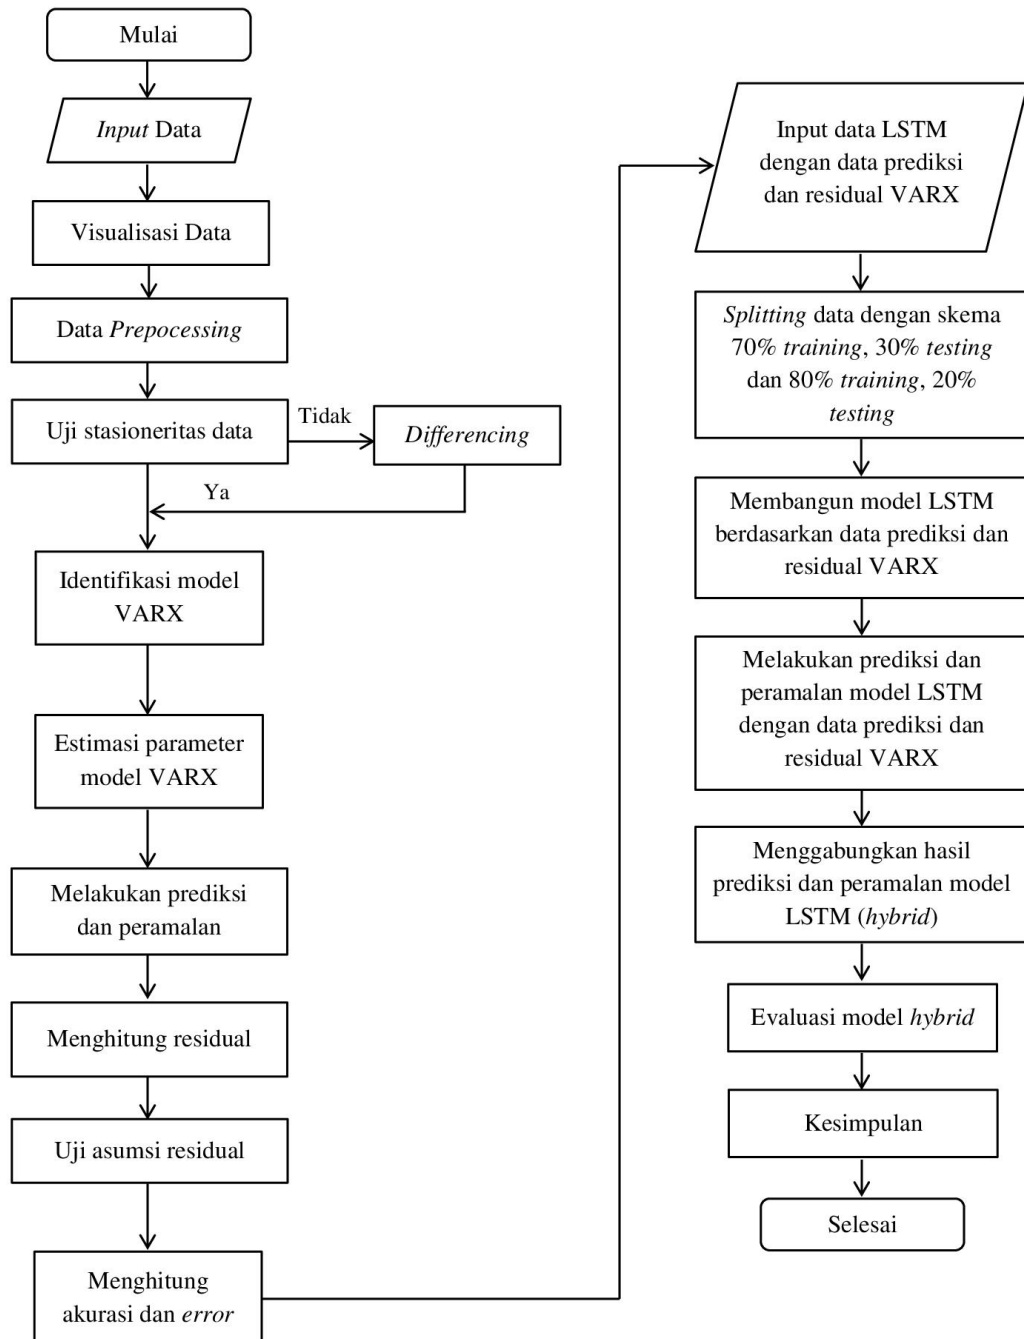 Mulai
Input Data
Visualisasi Data
Data Prepocessing
Uji stasioneritas data
Tidak
Differencing
Ya
Identifikasi model
VARX
Estimasi parameter
model VARX
Melakukan prediksi
dan peramalan
Menghitung residual
Uji asumsi residual
Menghitung
akurasi dan error
Input data LSTM
dengan data prediksi
dan residual VARX
Splitting data dengan skema
70% training, 30% testing
dan 80% training, 20%
testing
Membangun model LSTM
berdasarkan data prediksi dan
residual VARX
Melakukan prediksi dan
peramalan model LSTM
dengan data prediksi dan
residual VARX
Menggabungkan hasil
prediksi dan peramalan model
LSTM (hybrid)
Evaluasi model hybrid
Kesimpulan
Selesai